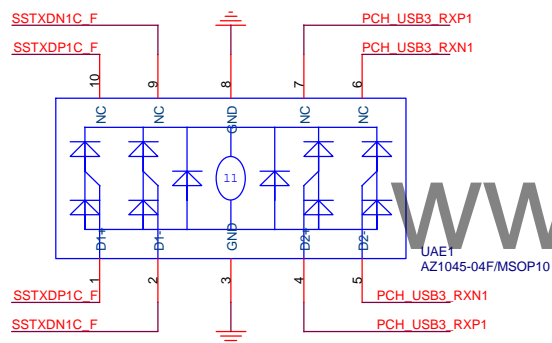 SSTXDN1C_F PCH_USB3_RXP1
SSTXDP1C_F PCH_USB3_RXN1
10 9 8 7 6
NC NC GND NC NC
11
D1+ D1- GND D2+ D2-
WW
UAE1
AZ1045-04F/MSOP10
1 2 3 4 5
SSTXDP1C_F PCH_USB3_RXN1
SSTXDN1C_F PCH_USB3_RXP1